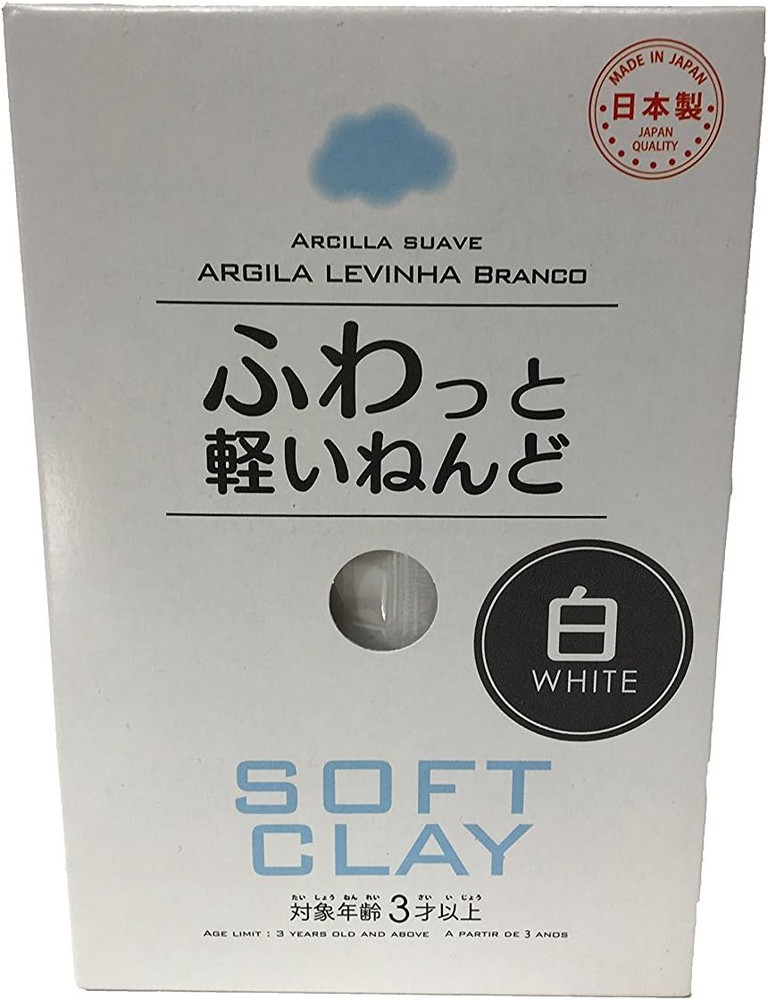 MADE IN JAPAN
日本製
JAPAN
QUALITY
ARCILLA SUAVE
ARGILA LEVINHA BRANCO
ふわっと
軽いねんど
白
WHITE
SOFT
CLAY
たい しょう ねん れい さい い じょう
対象年齢3才以上
AGE LIMIT : 3 YEARS OLD AND ABOVE A PARTIR DE 3 ANOS